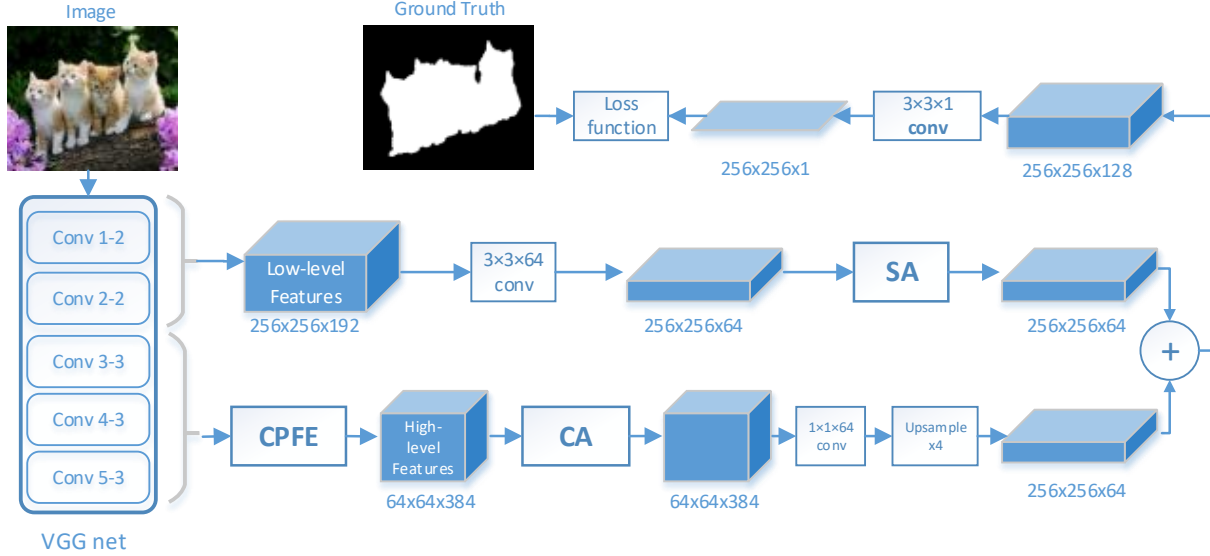 Image
Ground Truth
Loss
function
3×3×1
conv
256x256x1
256x256x128
Conv 1-2
Conv 2-2
Conv 3-3
Conv 4-3
Conv 5-3
VGG net
Low-level
Features
256x256x192
3×3×64
conv
256x256x64
SA
256x256x64
+
CPFE
High-
level
Features
64x64x384
CA
64x64x384
1×1×64
conv
Upsample
x4
256x256x64